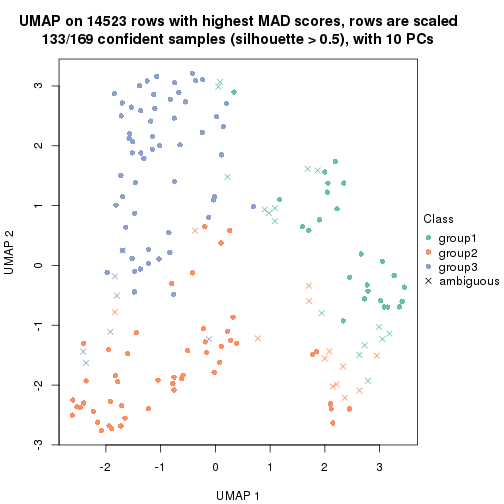 UMAP on 14523 rows with highest MAD scores, rows are scaled
133/169 confident samples (silhouette > 0.5), with 10 PCs
3
2
1
0
-1
-2
-3
UMAP 2
-2
-1
0
1
2
3
UMAP 1
Class
group1
group2
group3
ambiguous